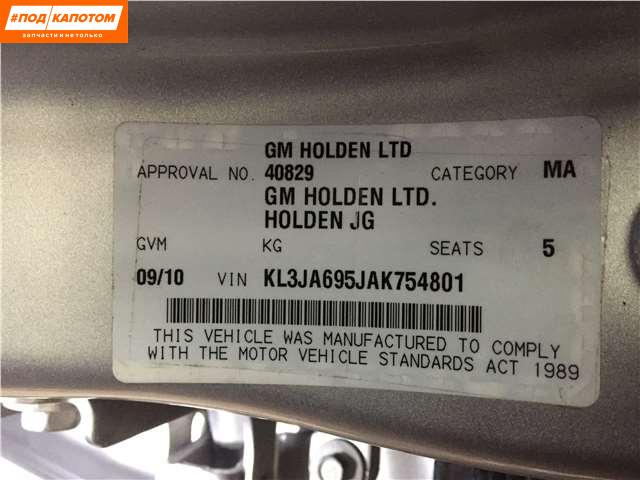 #ПОД КАПОТОМ
запчасти и не только
GM HOLDEN LTD
APPROVAL NO. 40829 CATEGORY MA
GM HOLDEN LTD.
HOLDEN JG
GVM KG SEATS 5
09/10 VIN KL3JA695JAK754801
THIS VEHICLE WAS MANUFACTURED TO COMPLY
WITH THE MOTOR VEHICLE STANDARDS ACT 1989